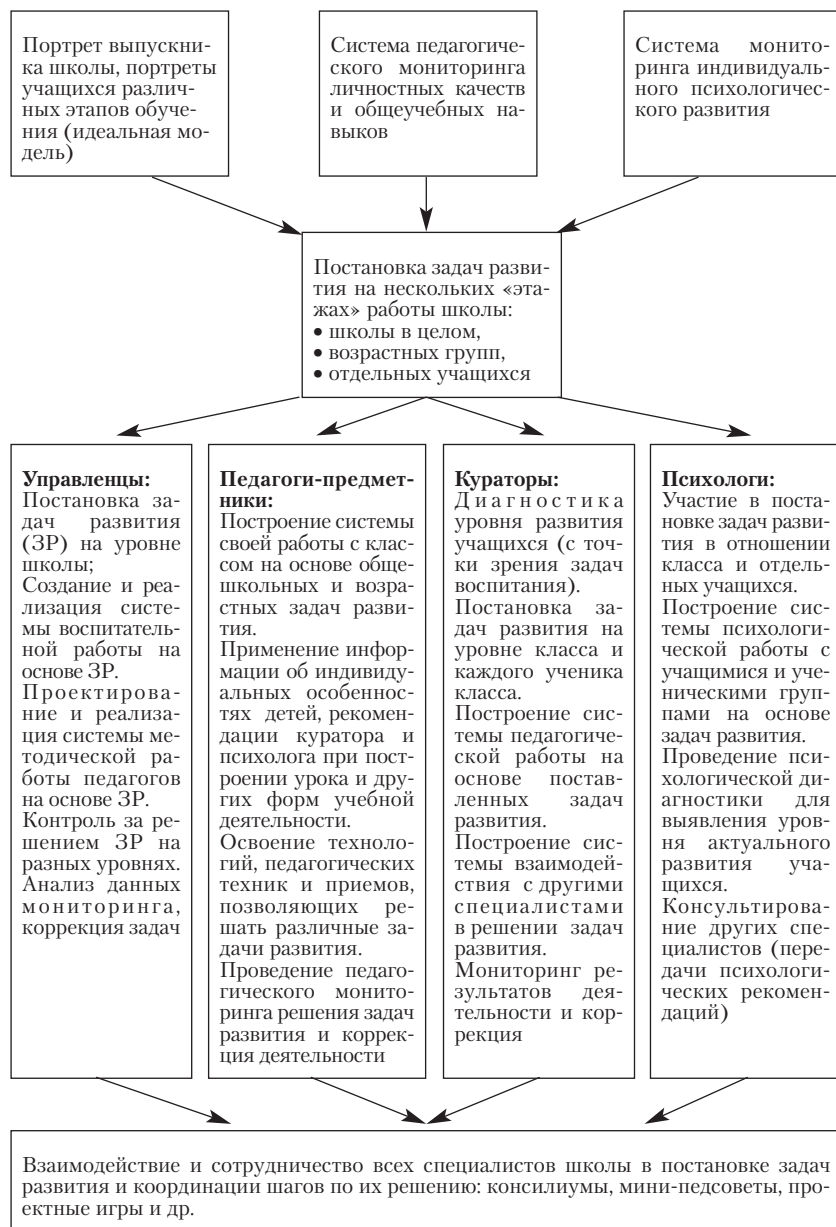 Портрет выпускни-
ка школы, портреты
учащихся различ-
ных этапов обуче-
ния (идеальная мо-
дель)
Система педагогиче-
ского мониторинга
личностных качеств
и общеучебных на-
выков
Система монито-
ринга индивидуаль-
ного психологичес-
кого развития
Постановка задач разви-
тия на нескольких «эта-
жах» работы школы:
• школы в целом,
• возрастных групп,
• отдельных учащихся
Управленцы:
Постановка за-
дач развития
(ЗР) на уровне
школы;
Создание и ре-
ализация систе-
мы воспитатель-
ной работы на
основе ЗР.
Проектирова-
ние и реализа-
ция системы ме-
тодической ра-
боты педагогов
на основе ЗР.
Контроль за ре-
шением ЗР на
разных уровнях.
Анализ данных
мониторинга,
коррекция задач
Педагоги-предмет-
ники:
Построение системы
своей работы с клас-
сом на основе обще-
школьных и возра-
стных задач разви-
тия.
Применение инфор-
мации об индивиду-
альных особеннос-
тях детей, рекомен-
дации куратора и
психолога при пост-
роении урока и дру-
гих форм учебной
деятельности.
Освоение техноло-
гий, педагогических
техник и приемов,
позволяющих ре-
шать различные за-
дачи развития.
Проведение педаго-
гического монито-
ринга решения задач
развития и коррек-
ция деятельности
Кураторы:
Диагностика
уровня развития
учащихся (с точ-
ки зрения задач
воспитания).
Постановка за-
дач развития на
уровне класса и
каждого ученика
класса.
Построение сис-
темы педагогичес-
кой работы на
основе постав-
ленных задач
развития.
Построение сис-
темы взаимодей-
ствия с другими
специалистами
в решении задач
развития.
Мониторинг ре-
зультатов дея-
тельности и кор-
рекция
Психологи:
Участие в поста-
новке задач разви-
тия в отношении
класса и отдель-
ных учащихся.
Построение сис-
темы психологи-
ческой работы с
учащимися и уче-
ническими груп-
пами на основе
задач развития.
Проведение пси-
хологической ди-
агностики для
выявления уров-
ня актуального
развития уча-
щихся.
Консультирова-
ние других спе-
циалистов (пере-
дачи психологи-
ческих рекомен-
даций)
Взаимодействие и сотрудничество всех специалистов школы в постановке задач
развития и координации шагов по их решению: консилиумы, мини-педсоветы, про-
ектные игры и др.